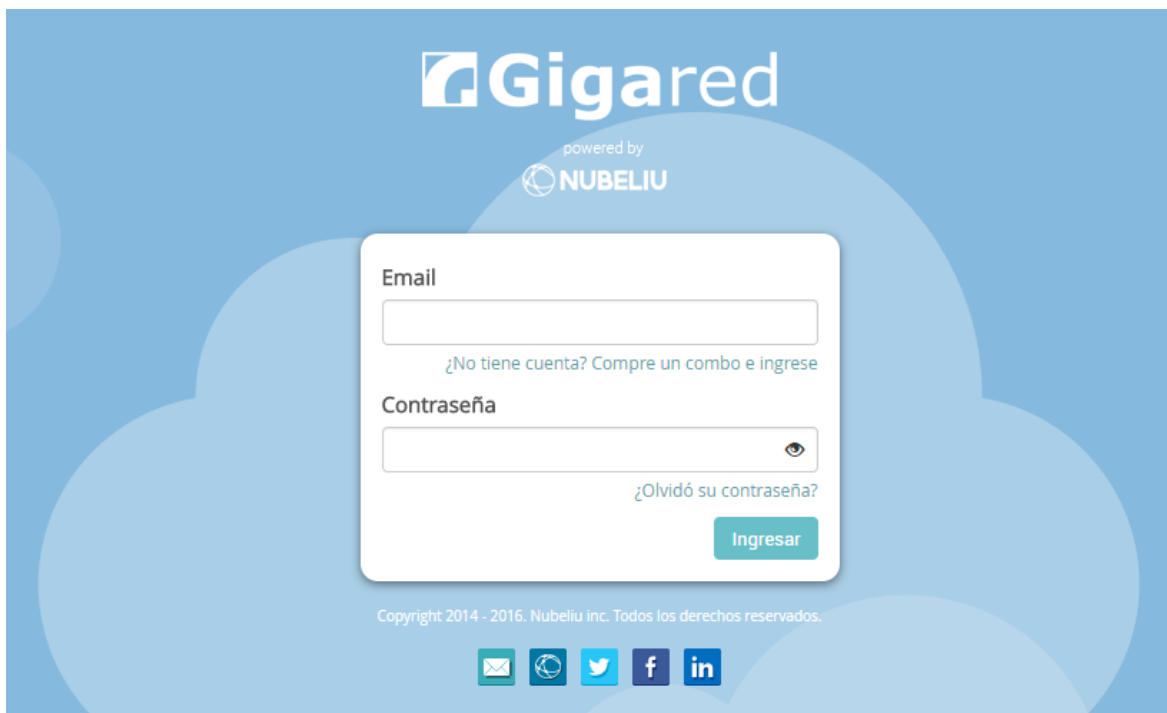 Gigared
powered by
NUBELIU
Email
¿No tiene cuenta? Compre un combo e ingrese
Contraseña
¿Olvidó su contraseña?
Ingresar
Copyright 2014 - 2016. Nubeliu inc. Todos los derechos reservados.
f
in